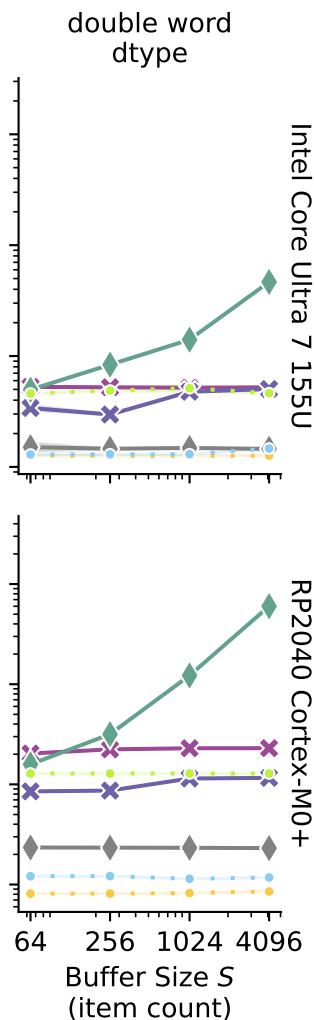 double word
dtype
Intel Core Ultra 7 155U
RP2040 Cortex-M0+
64 256 1024 4096
Buffer Size S
(item count)